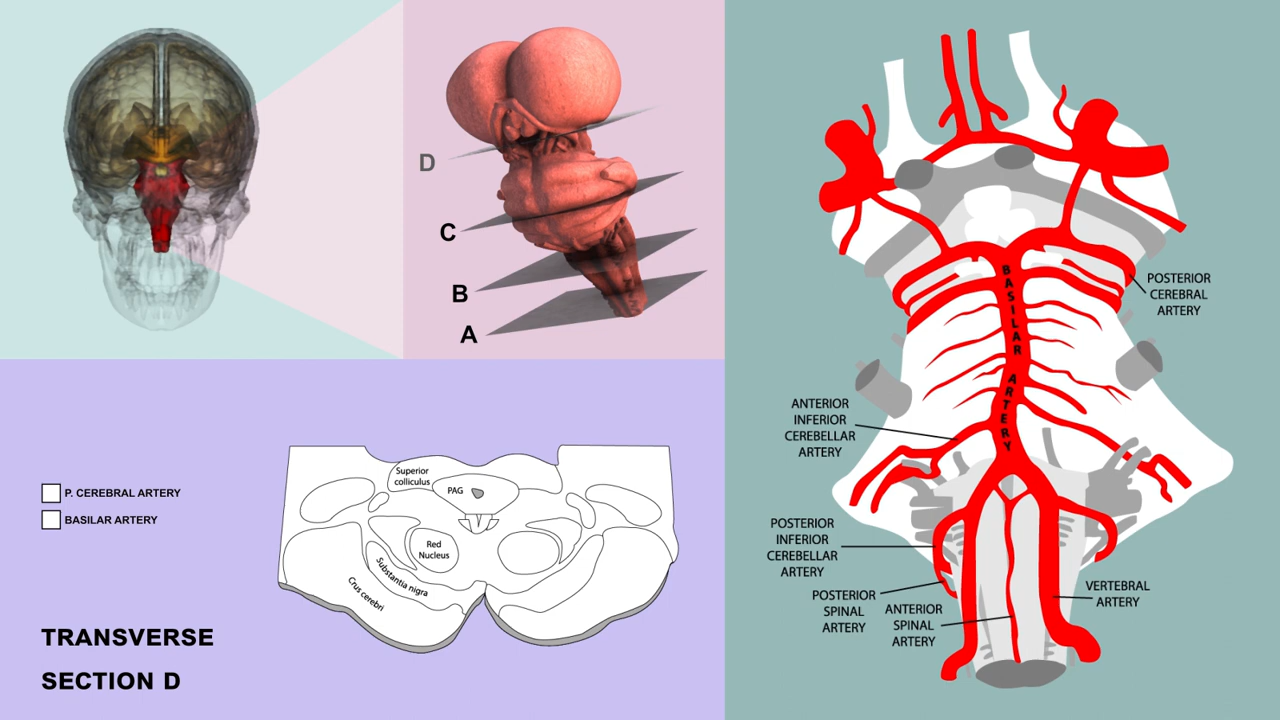 D
C
B
A
P. CEREBRAL ARTERY
BASILAR ARTERY
Superior
colliculus
PAG
Red
Nucleus
Substantia nigra
Crus cerebri
TRANSVERSE
SECTION D
BASILAR ARTERY
POSTERIOR
CEREBRAL
ARTERY
ANTERIOR
INFERIOR
CEREBELLAR
ARTERY
POSTERIOR
INFERIOR
CEREBELLAR
ARTERY
POSTERIOR
SPINAL
ARTERY
ANTERIOR
SPINAL
ARTERY
VERTEBRAL
ARTERY